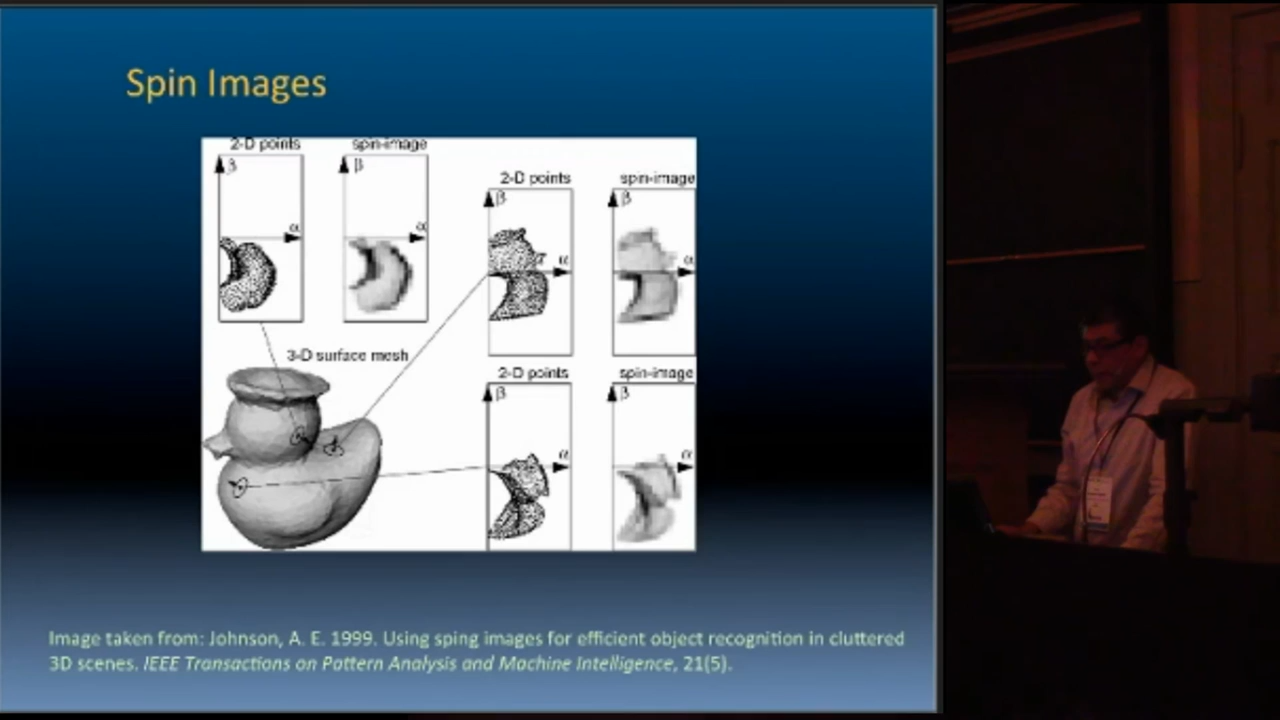 Spin Images
2-D points
spin-image
β
β
α
α
2-D points
spin-image
β
β
α
α
3-D surface mesh
2-D points
spin-image
β
β
α
α
Image taken from: Johnson, A. E. 1999. Using sping images for efficient object recognition in cluttered
3D scenes. IEEE Transactions on Pattern Analysis and Machine Intelligence, 21(5).